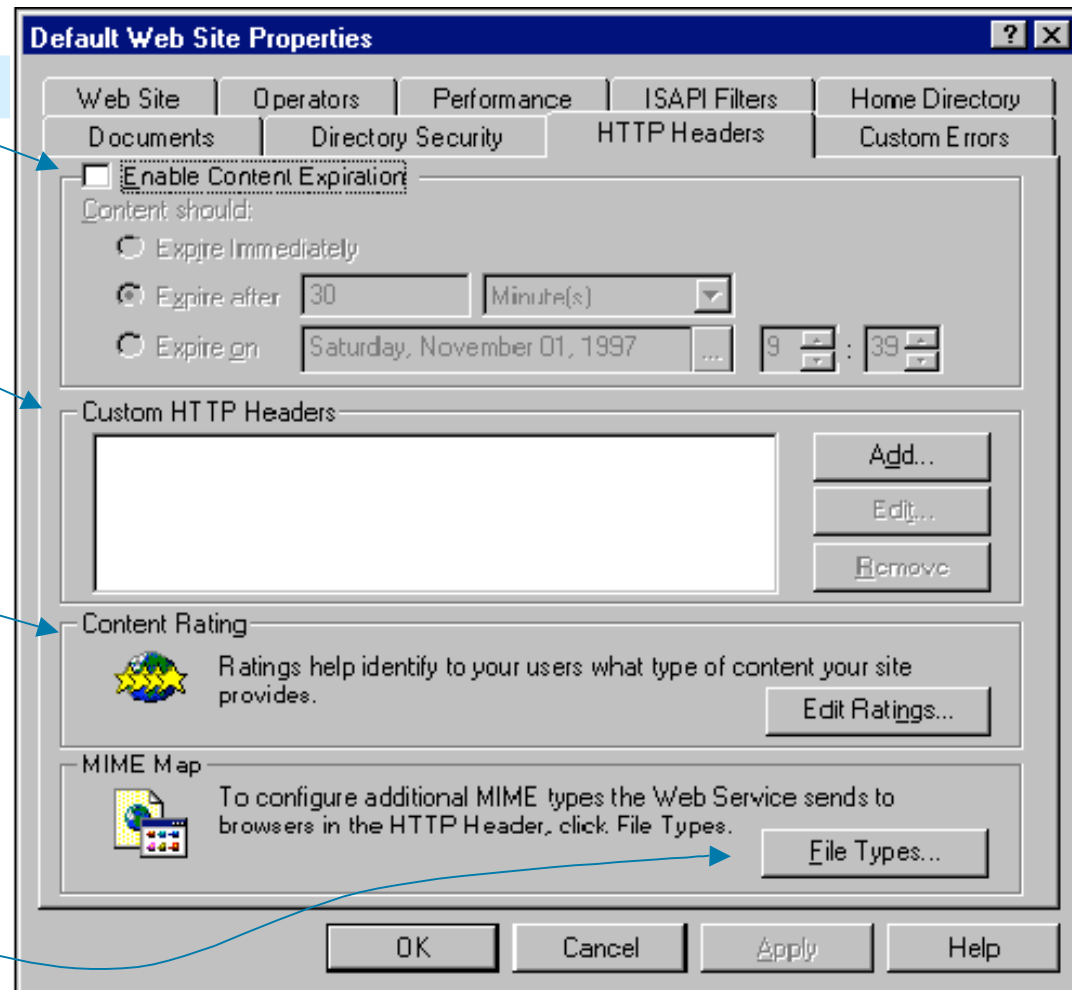 Default Web Site Properties
Web Site Operators Performance ISAPI Filters Home Directory
Documents Directory Security HTTP Headers Custom Errors
Enable Content Expiration
Content should:
Expire Immediately
Expire after 30 Minute(s)
Expire on Saturday, November 01, 1997 ... 9 : 39
Custom HTTP Headers
Add...
Edit...
Remove
Content Rating
Ratings help identify to your users what type of content your site
provides.
Edit Ratings...
MIME Map
To configure additional MIME types the Web Service sends to
browsers in the HTTP Header, click File Types.
File Types...
OK Cancel Apply Help